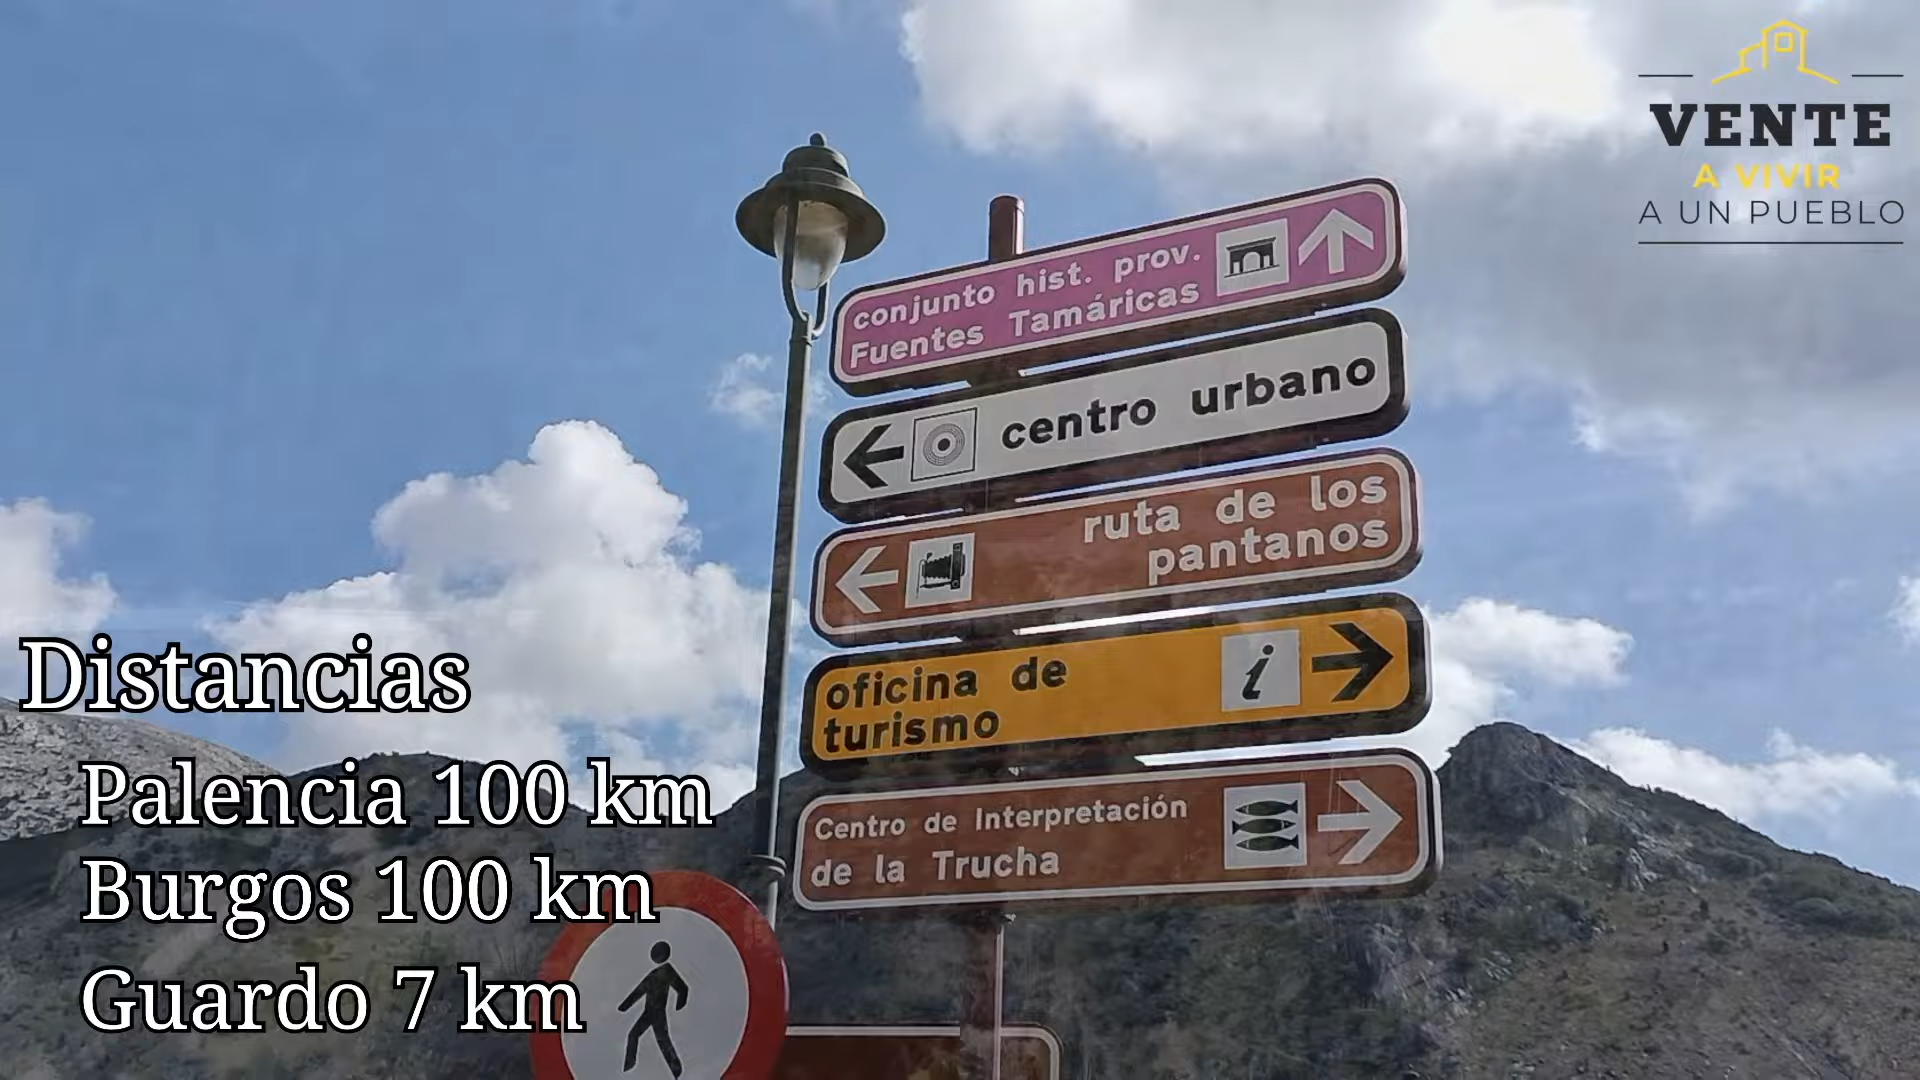 VENTE
A VIVIR
A UN PUEBLO
conjunto hist. prov.
Fuentes Tamáricas
centro urbano
ruta de los
pantanos
oficina de
turismo
i
Centro de Interpretación
de la Trucha
Distancias
Palencia 100 km
Burgos 100 km
Guardo 7 km